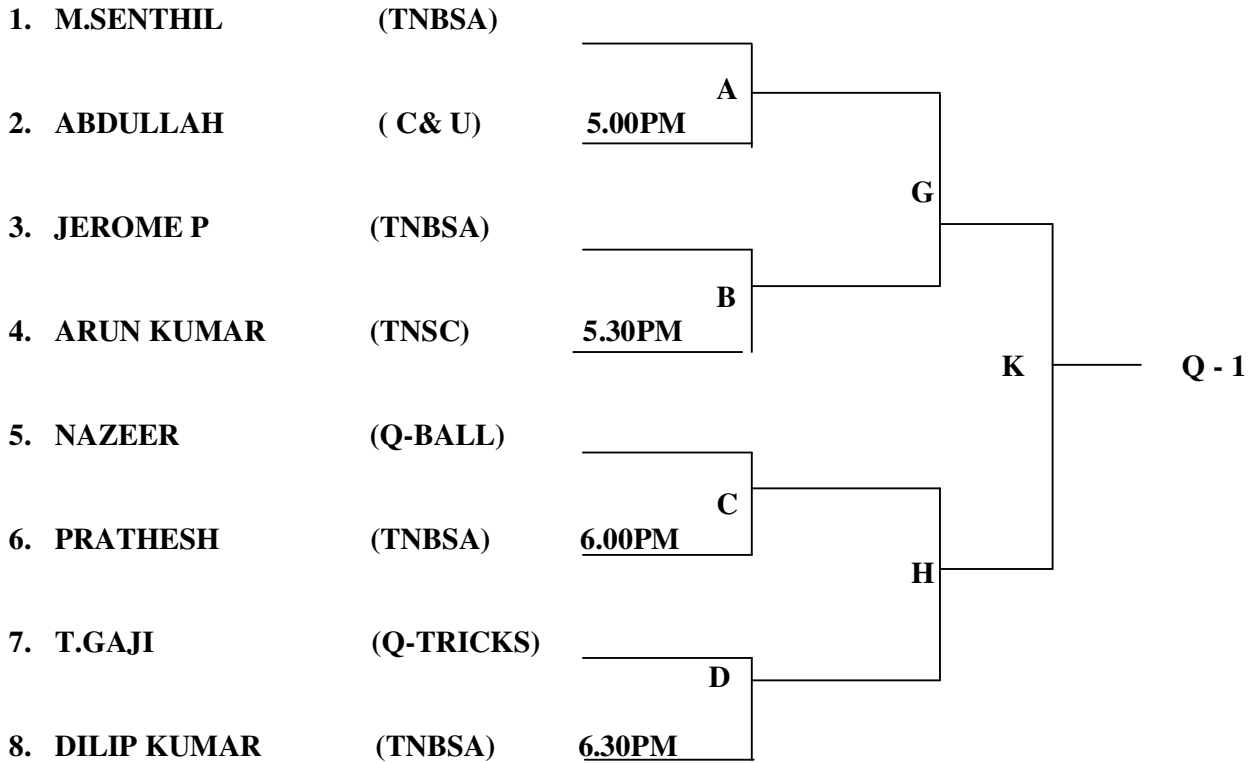 1. M.SENTHIL (TNBSA)
A
2. ABDULLAH ( C& U) 5.00PM
G
3. JEROME P (TNBSA)
B
4. ARUN KUMAR (TNSC) 5.30PM
K Q - 1
5. NAZEER (Q-BALL)
C
6. PRATHESH (TNBSA) 6.00PM
H
7. T.GAJI (Q-TRICKS)
D
8. DILIP KUMAR (TNBSA) 6.30PM